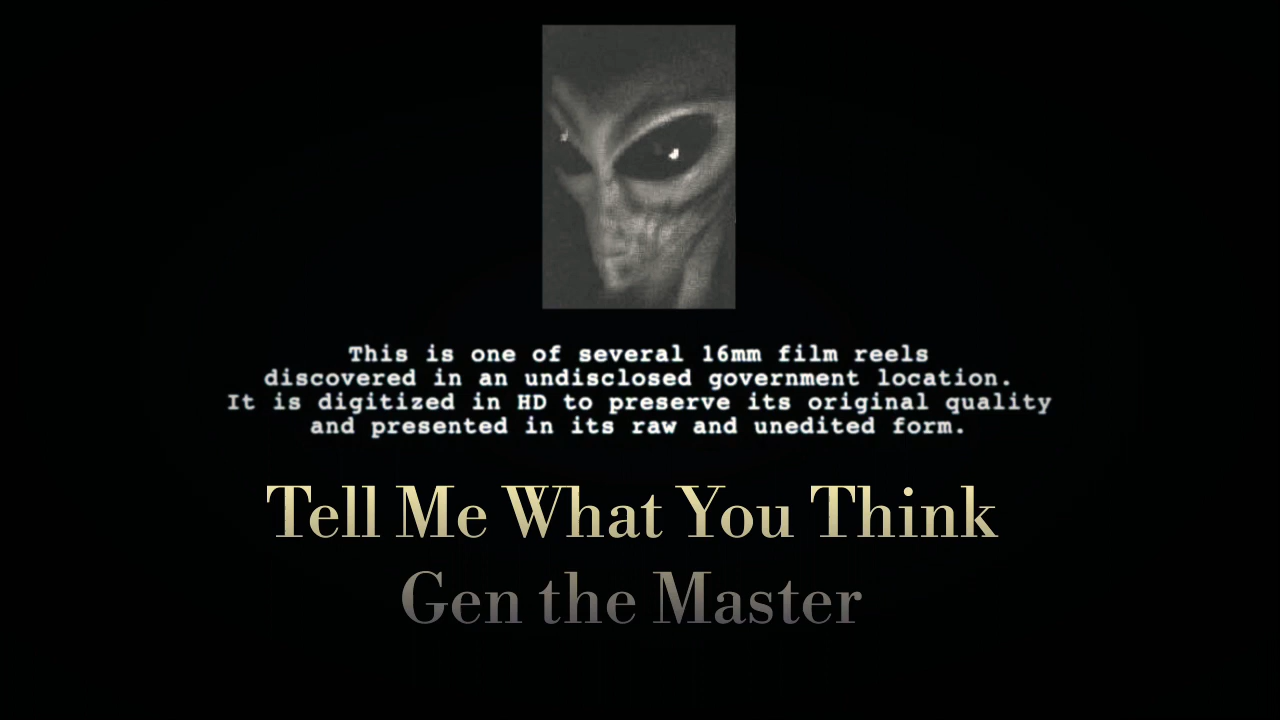 This is one of several 16mm film reels
discovered in an undisclosed government location.
It is digitized in HD to preserve its original quality
and presented in its raw and unedited form.
Tell Me What You Think
Gen the Master